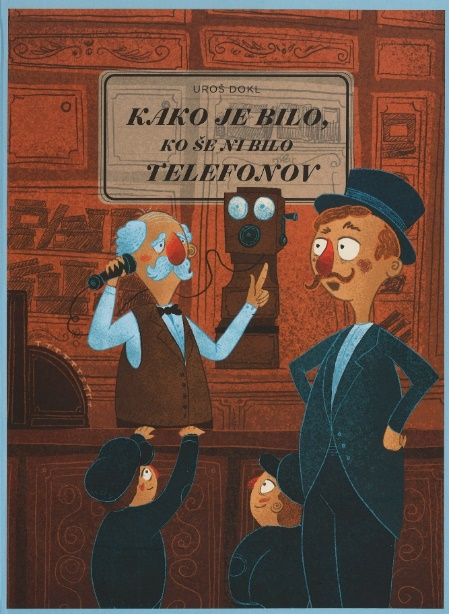 UROŠ DOKL
KAKO JE BILO,
KO ŠE NI BILO
TELEFONOV